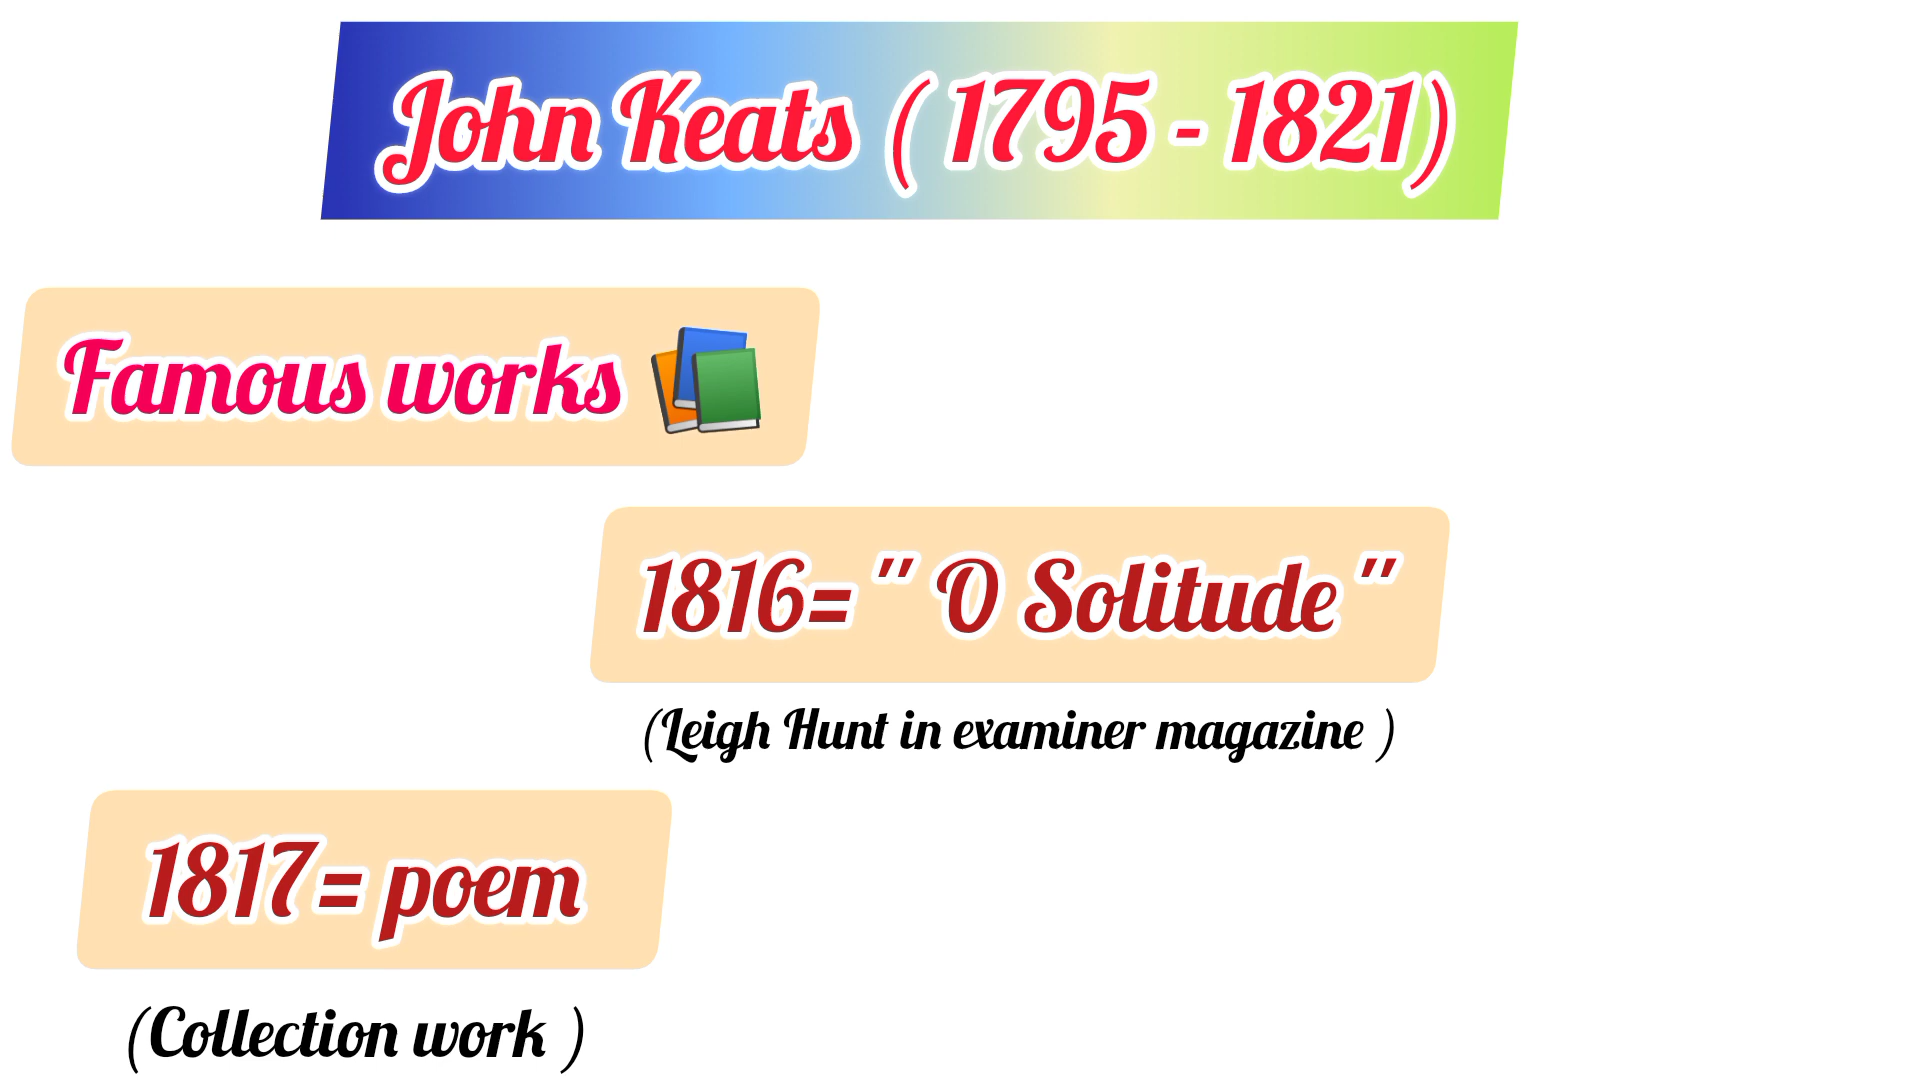 John Keats ( 1795 - 1821)
Famous works
1816= " O Solitude "
(Leigh Hunt in examiner magazine )
1817= poem
(Collection work )